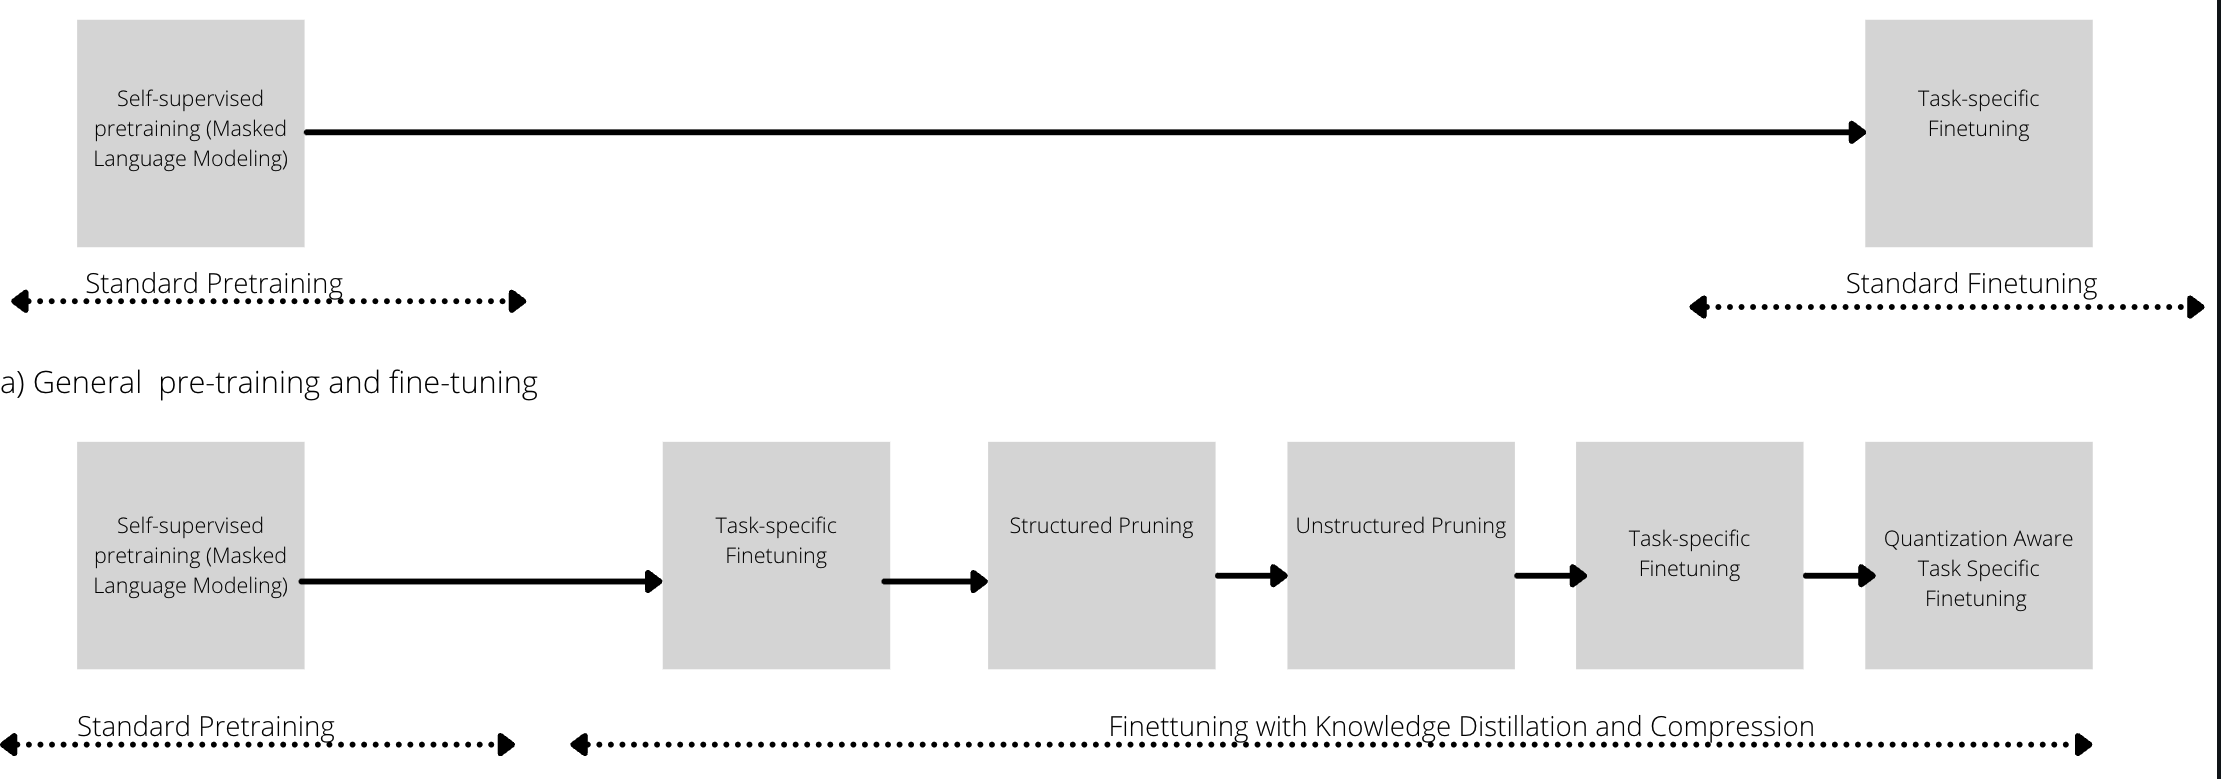 Self-supervised
pretraining (Masked
Language Modeling)
Task-specific
Finetuning
Standard Pretraining
Standard Finetuning
a) General  pre-training and fine-tuning
Self-supervised
pretraining (Masked
Language Modeling)
Task-specific
Finetuning
Structured Pruning
Unstructured Pruning
Task-specific
Finetuning
Quantization Aware
Task Specific
Finetuning
Standard Pretraining
Finettuning with Knowledge Distillation and Compression